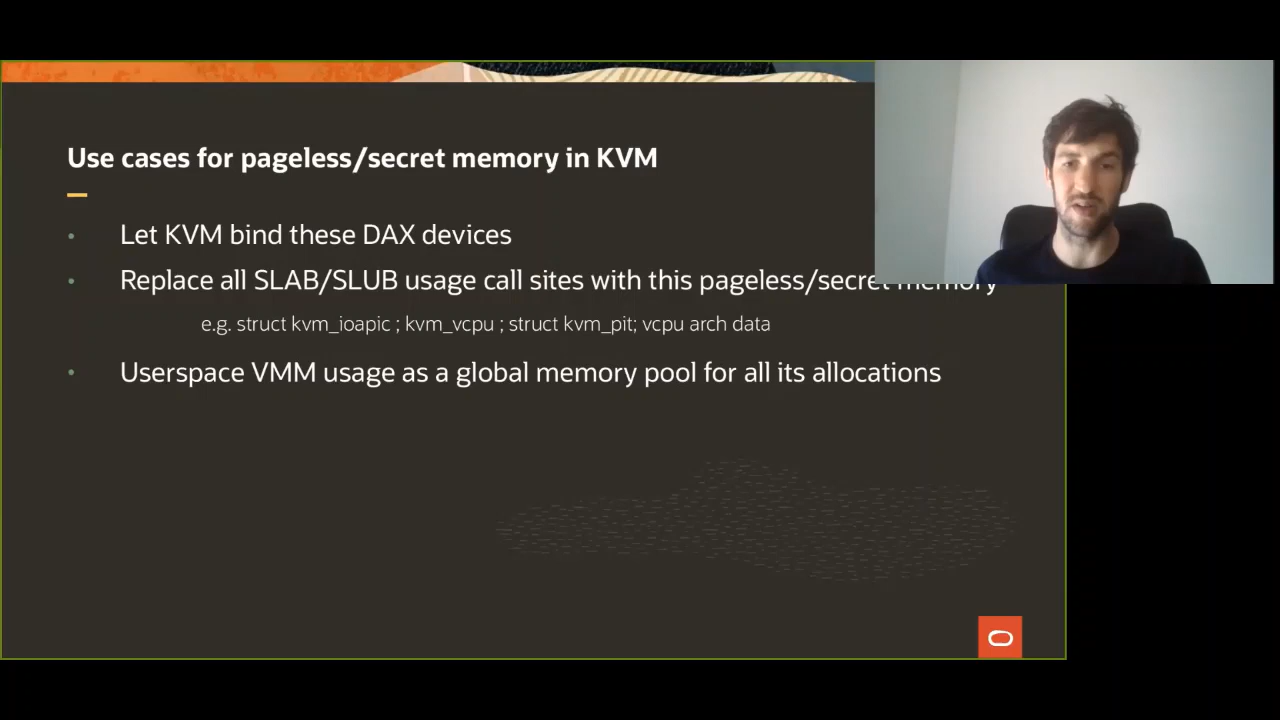 Use cases for pageless/secret memory in KVM
Let KVM bind these DAX devices
Replace all SLAB/SLUB usage call sites with this pageless/secret memory
e.g. struct kvm_ioapic ; kvm_vcpu ; struct kvm_pit; vcpu arch data
Userspace VMM usage as a global memory pool for all its allocations